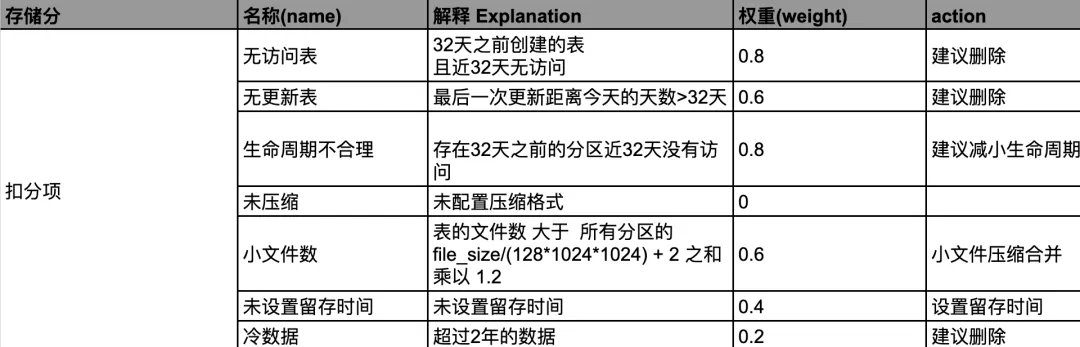 存储分 名称(name) 解释 Explanation 权重(weight) action
扣分项
无访问表 32天之前创建的表
且近32天无访问 0.8 建议删除
无更新表 最后一次更新距离今天的天数>32天 0.6 建议删除
生命周期不合理 存在32天之前的分区近32天没有访
问 0.8 建议减小生命周期
未压缩 未配置压缩格式 0
小文件数 表的文件数 大于 所有分区的
file_size/(128*1024*1024) + 2 之和
乘以 1.2 0.6 小文件压缩合并
未设置留存时间 未设置留存时间 0.4 设置留存时间
冷数据 超过2年的数据 0.2 建议删除